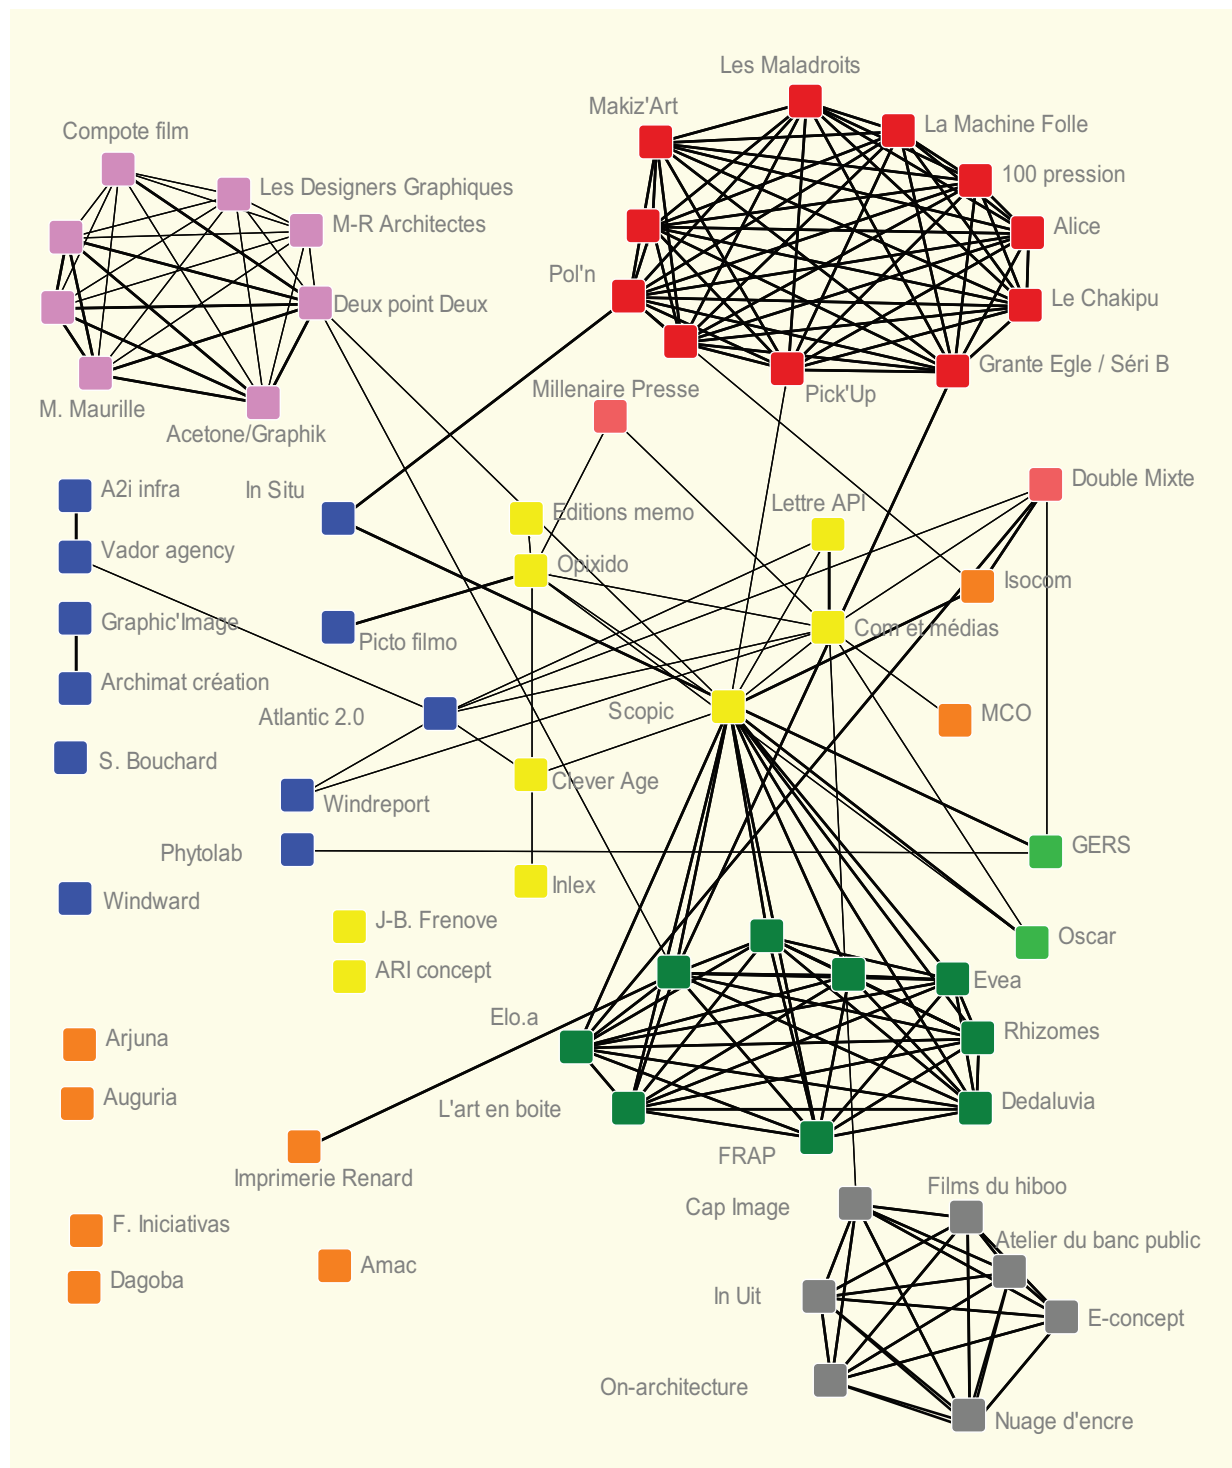 Les Maladroits
Makiz'Art
La Machine Folle
Compote film
100 pression
Les Designers Graphiques
M-R Architectes
Alice
Pol'n
Deux point Deux
Le Chakipu
Grante Egle / Séri B
Millenaire Presse
Pick'Up
M. Maurille
Acetone/Graphik
A2i infra
In Situ
Double Mixte
Lettre API
Editions memo
Vador agency
Opixido
Isocom
Graphic'Image
Com et médias
Picto filmo
Archimat création
Atlantic 2.0
Scopic
MCO
S. Bouchard
Clever Age
Windreport
Phytolab
GERS
Inlex
Windward
J-B. Frenove
Oscar
ARI concept
Evea
Elo.a
Rhizomes
Arjuna
Auguria
L'art en boite
Dedaluvia
FRAP
Imprimerie Renard
Films du hiboo
Cap Image
F. Iniciativas
Atelier du banc public
Amac
Dagoba
In Uit
E-concept
On-architecture
Nuage d'encre